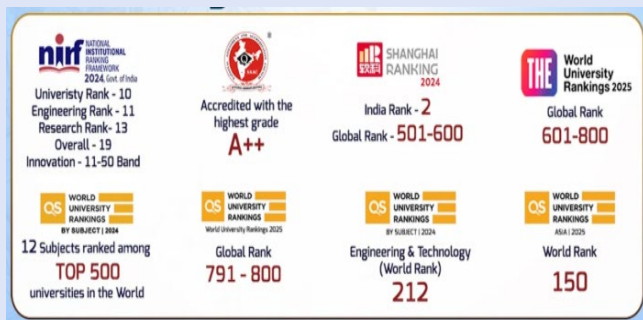 nirf
NATIONAL
INSTITUTIONAL
RANKING
FRAMEWORK
2024, Govt. of India
Univeristy Rank - 10
Engineering Rank - 11
Research Rank- 13
Overall - 19
Innovation - 11-50 Band
NAAC
Accredited with the
highest grade
A++
SHANGHAI
RANKING
2024
India Rank - 2
Global Rank - 501-600
THE
World
University
Rankings 2025
Global Rank
601-800
QS
WORLD
UNIVERSITY
RANKINGS
BY SUBJECT | 2024
12 Subjects ranked among
TOP 500
universities in the World
QS
WORLD
UNIVERSITY
RANKINGS
World University Rankings 2025
Global Rank
791 - 800
QS
WORLD
UNIVERSITY
RANKINGS
BY SUBJECT | 2024
Engineering & Technology
(World Rank)
212
QS
WORLD
UNIVERSITY
RANKINGS
ASIA | 2025
World Rank
150